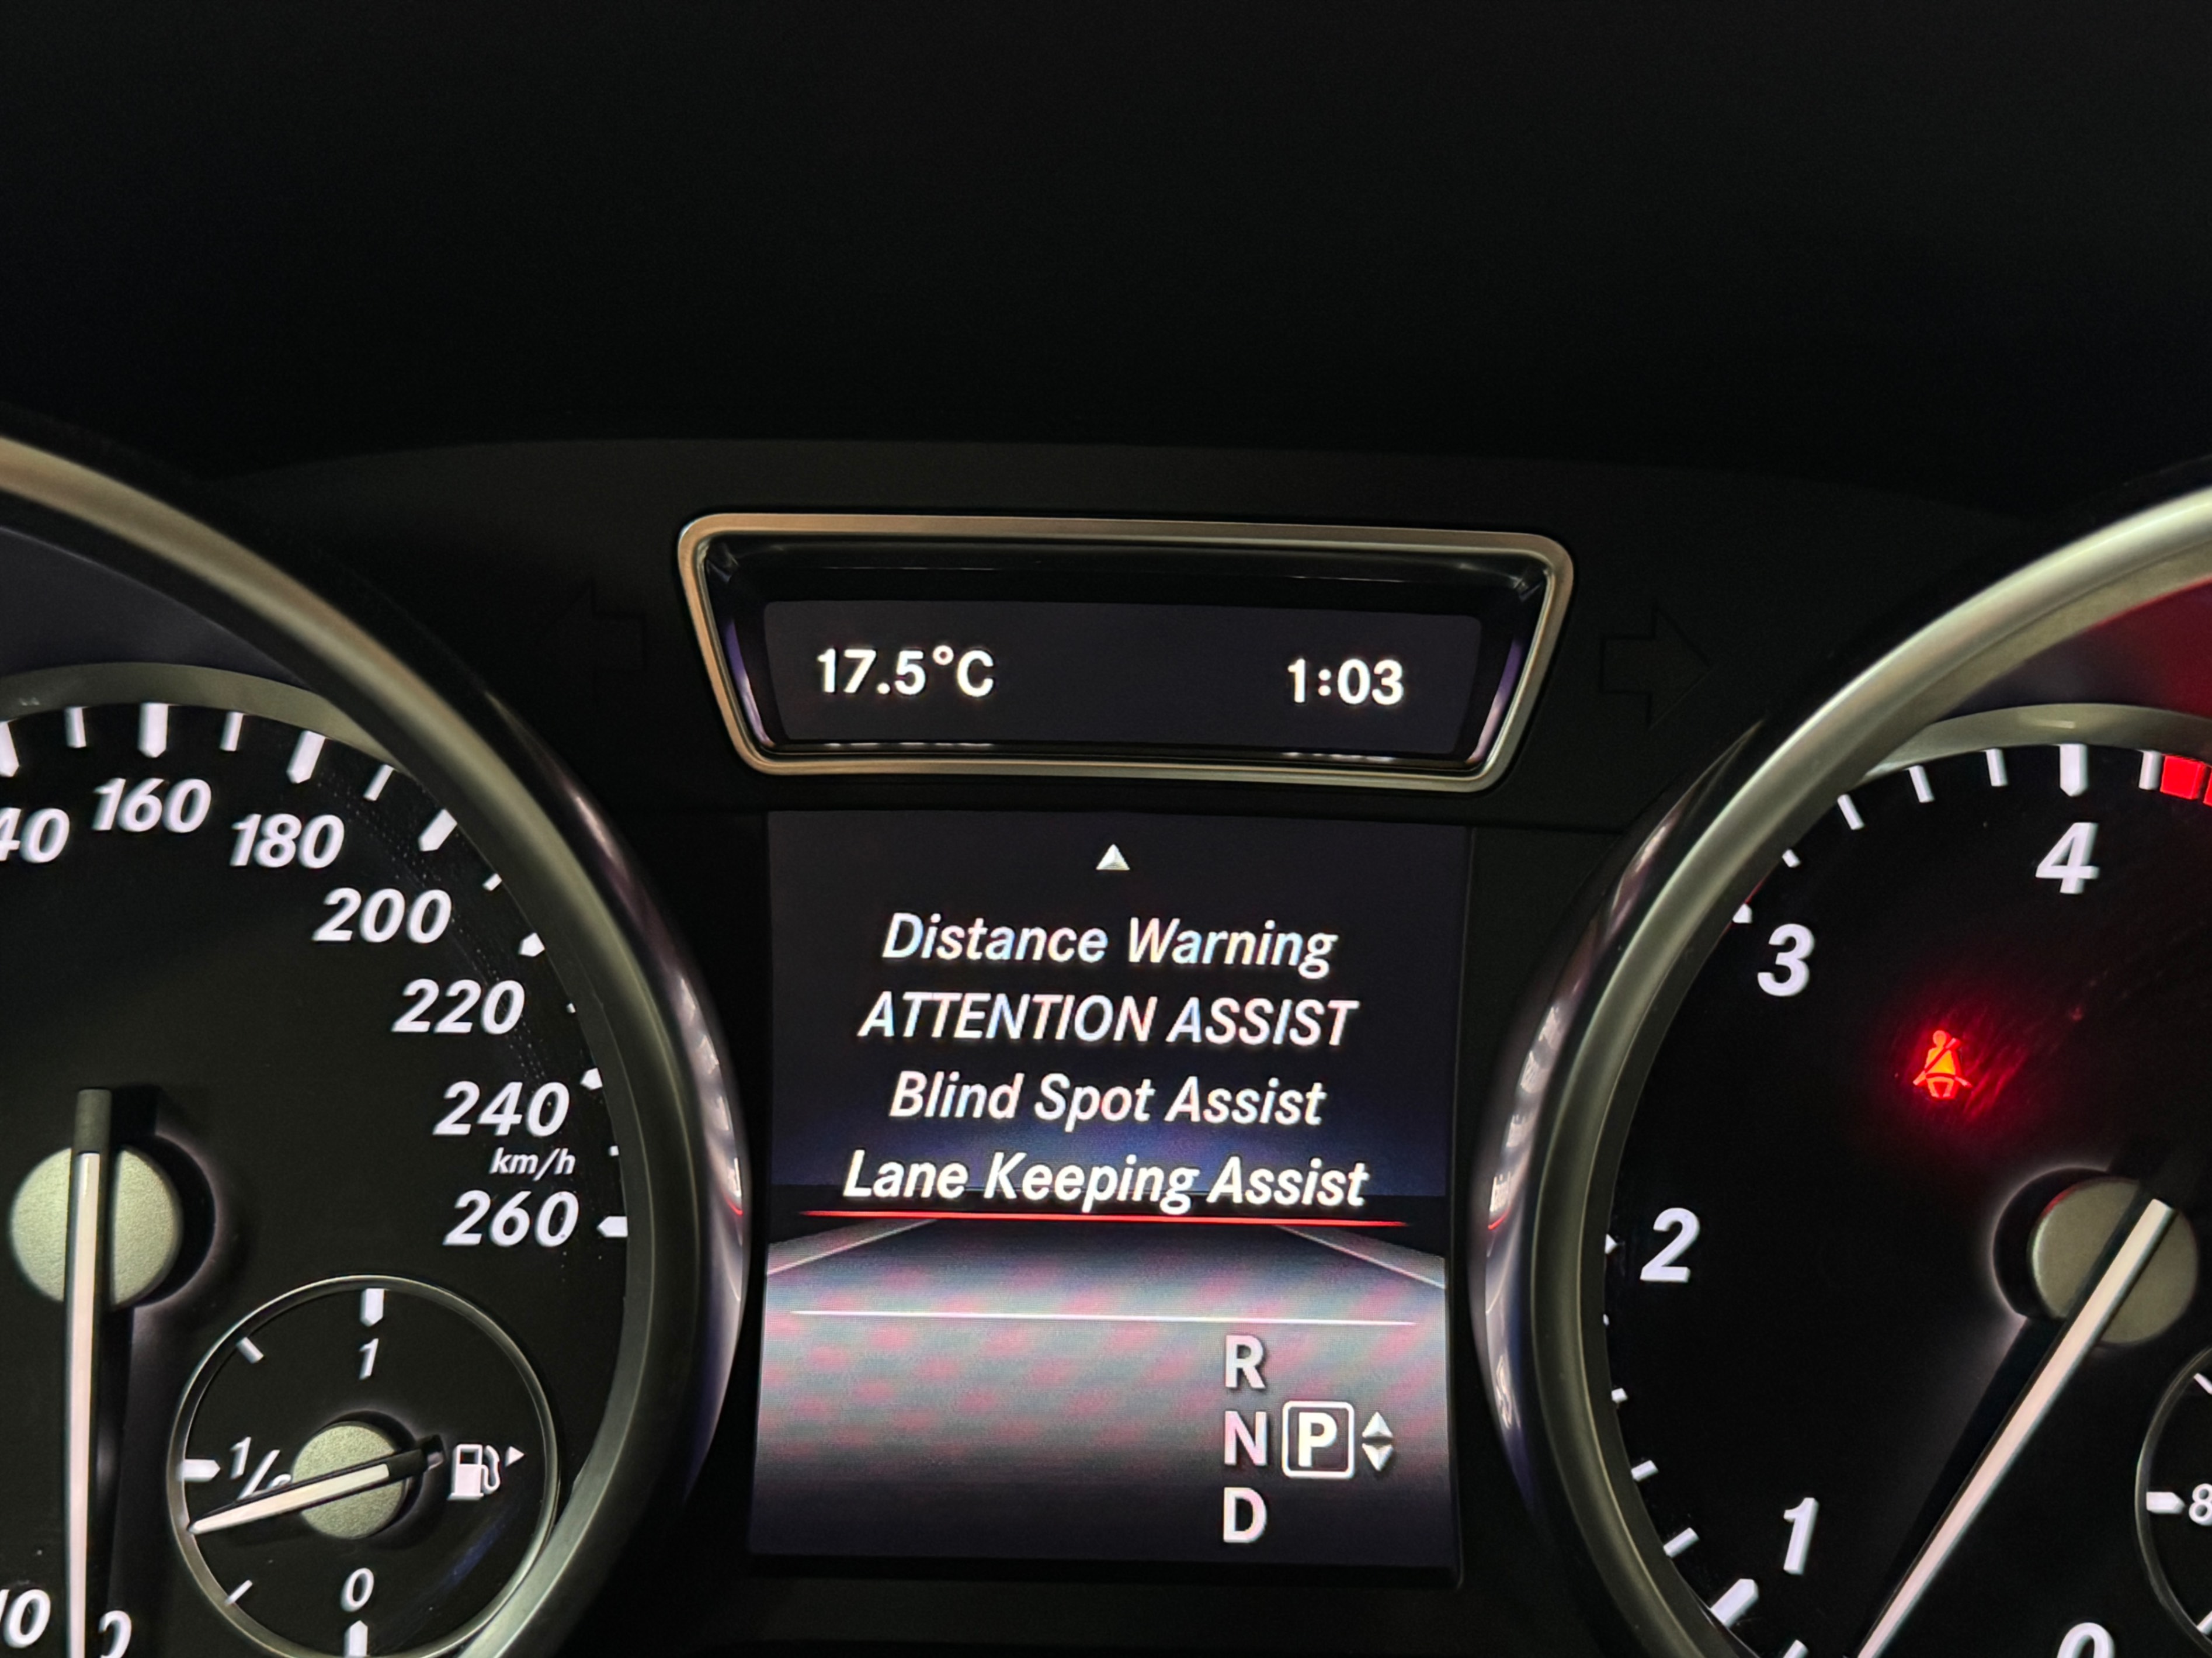 17.5°C 1:03
Distance Warning
ATTENTION ASSIST
Blind Spot Assist
Lane Keeping Assist
R
N P
D
160
180
200
220
240
km/h
260
1
1/2
0
4
3
2
1
0